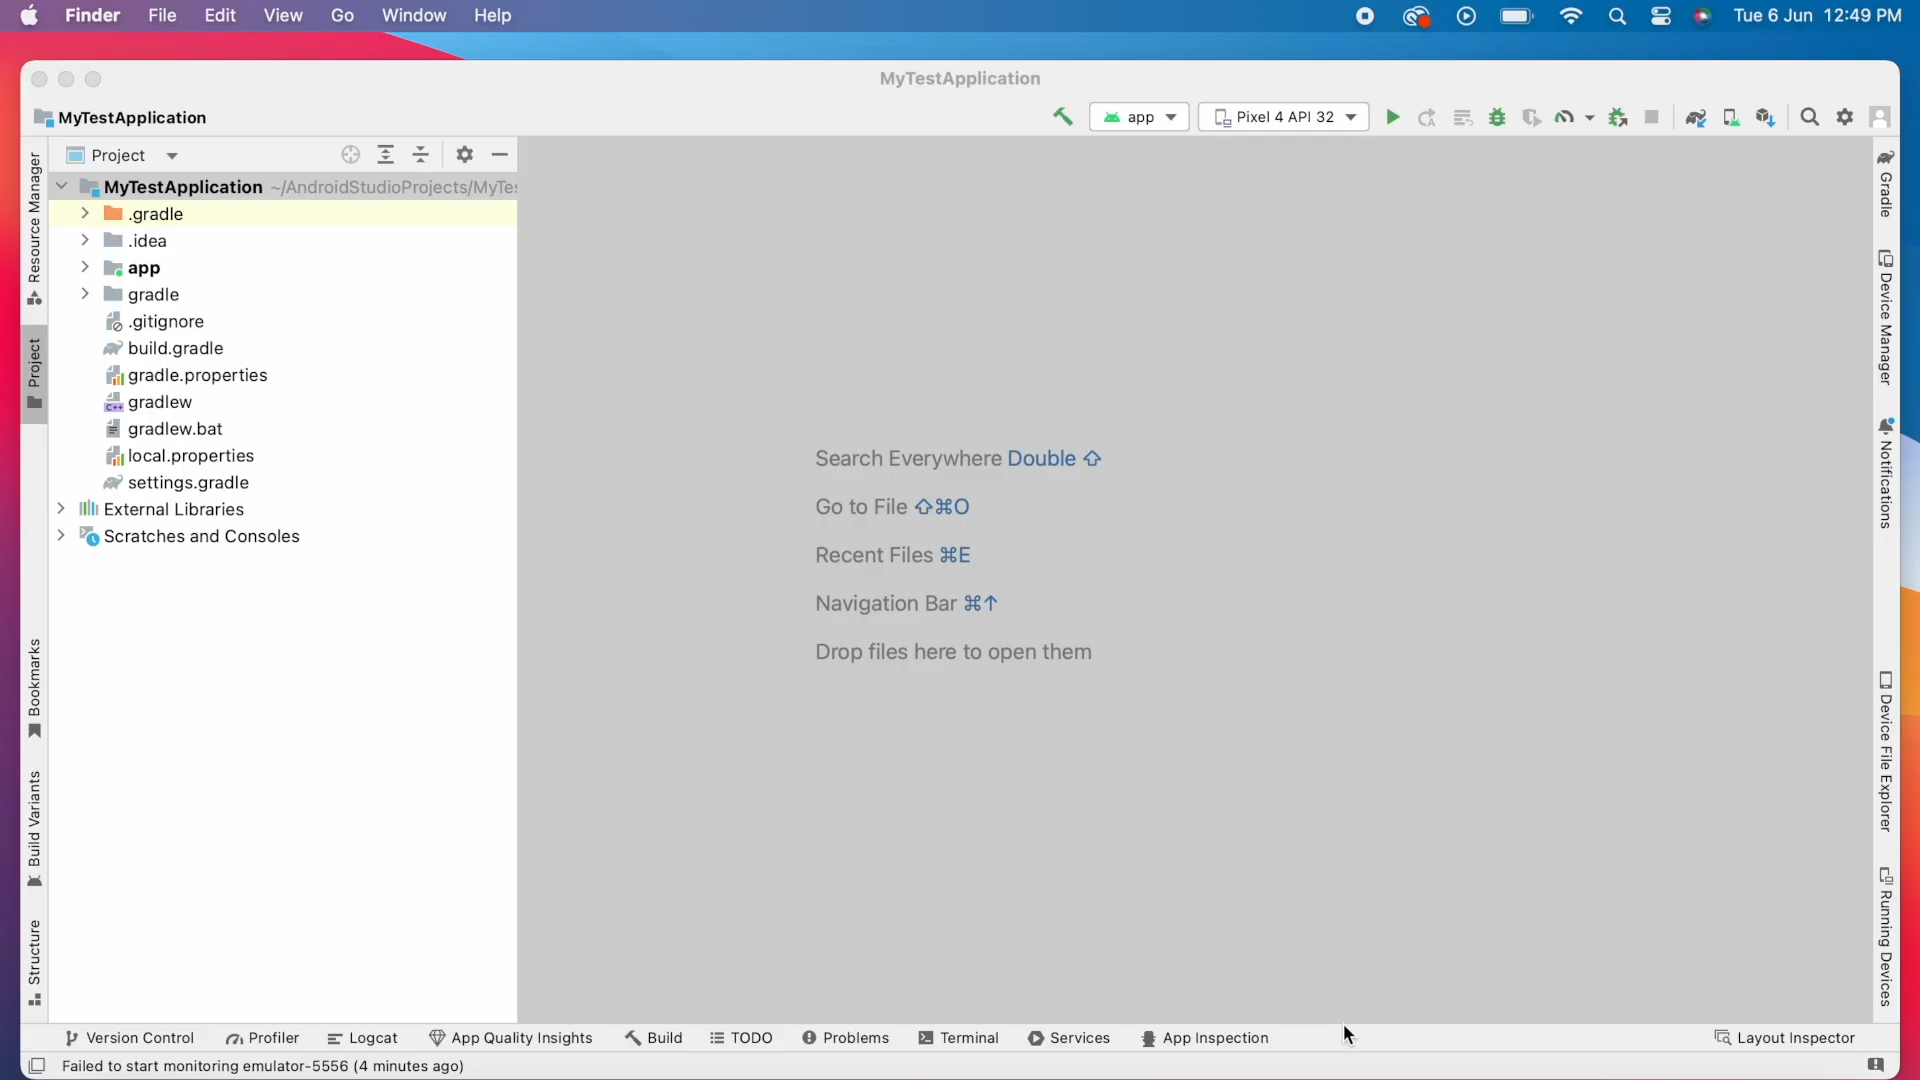 Finder File Edit View Go Window Help Tue 6 Jun 12:49 PM
MyTestApplication
MyTestApplication app Pixel 4 API 32
Project
MyTestApplication ~/AndroidStudioProjects/MyTes
.gradle
.idea
app
gradle
.gitignore
build.gradle
gradle.properties
C++ gradlew
gradlew.bat
local.properties
settings.gradle
External Libraries
Scratches and Consoles
Resource Manager
Project
Bookmarks
Build Variants
Structure
Search Everywhere Double ⇧
Go to File ⇧⌘O
Recent Files ⌘E
Navigation Bar ⌘↑
Drop files here to open them
Gradle
Device Manager
Notifications
Device File Explorer
Running Devices
Version Control Profiler Logcat App Quality Insights Build TODO Problems Terminal Services App Inspection Layout Inspector
Failed to start monitoring emulator-5556 (4 minutes ago)